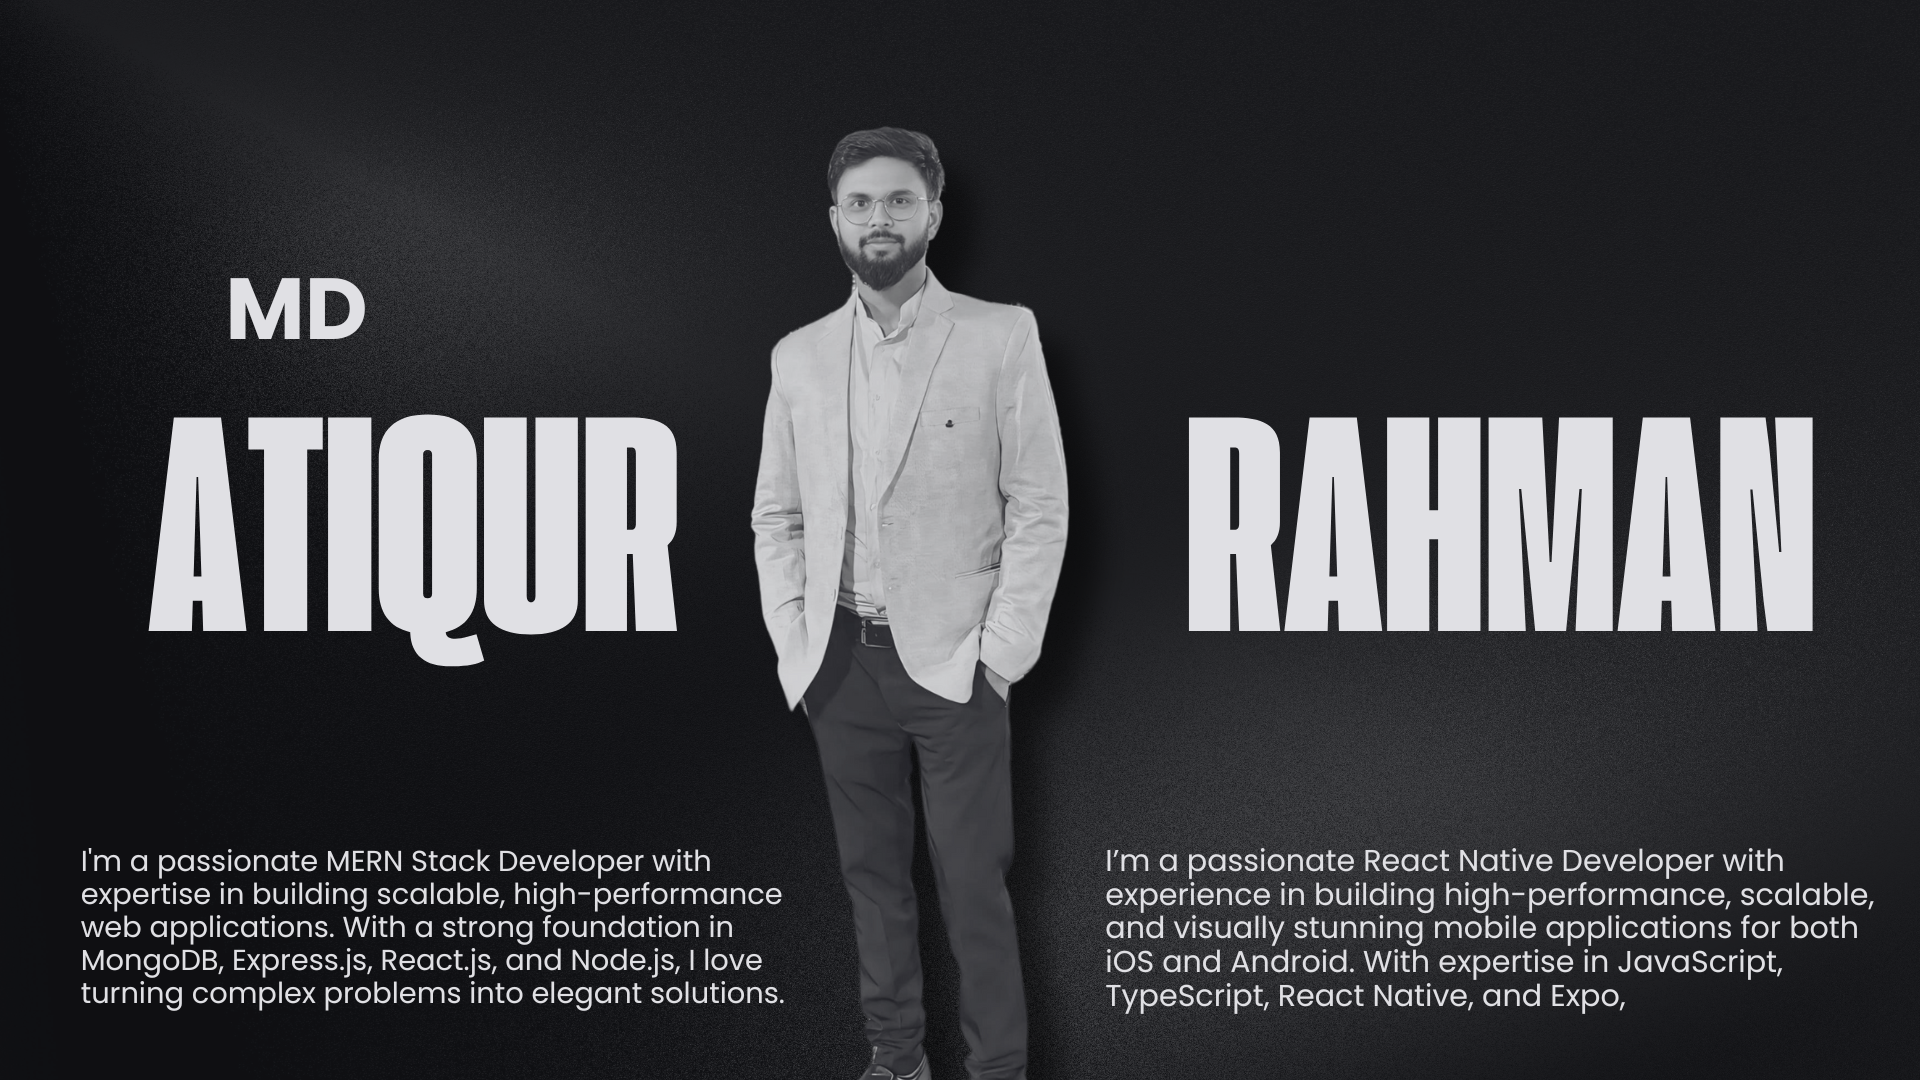 MD
ATIQUR
RAHMAN
I'm a passionate MERN Stack Developer with
expertise in building scalable, high-performance
web applications. With a strong foundation in
MongoDB, Express.js, React.js, and Node.js, I love
turning complex problems into elegant solutions.
I’m a passionate React Native Developer with
experience in building high-performance, scalable,
and visually stunning mobile applications for both
iOS and Android. With expertise in JavaScript,
TypeScript, React Native, and Expo,